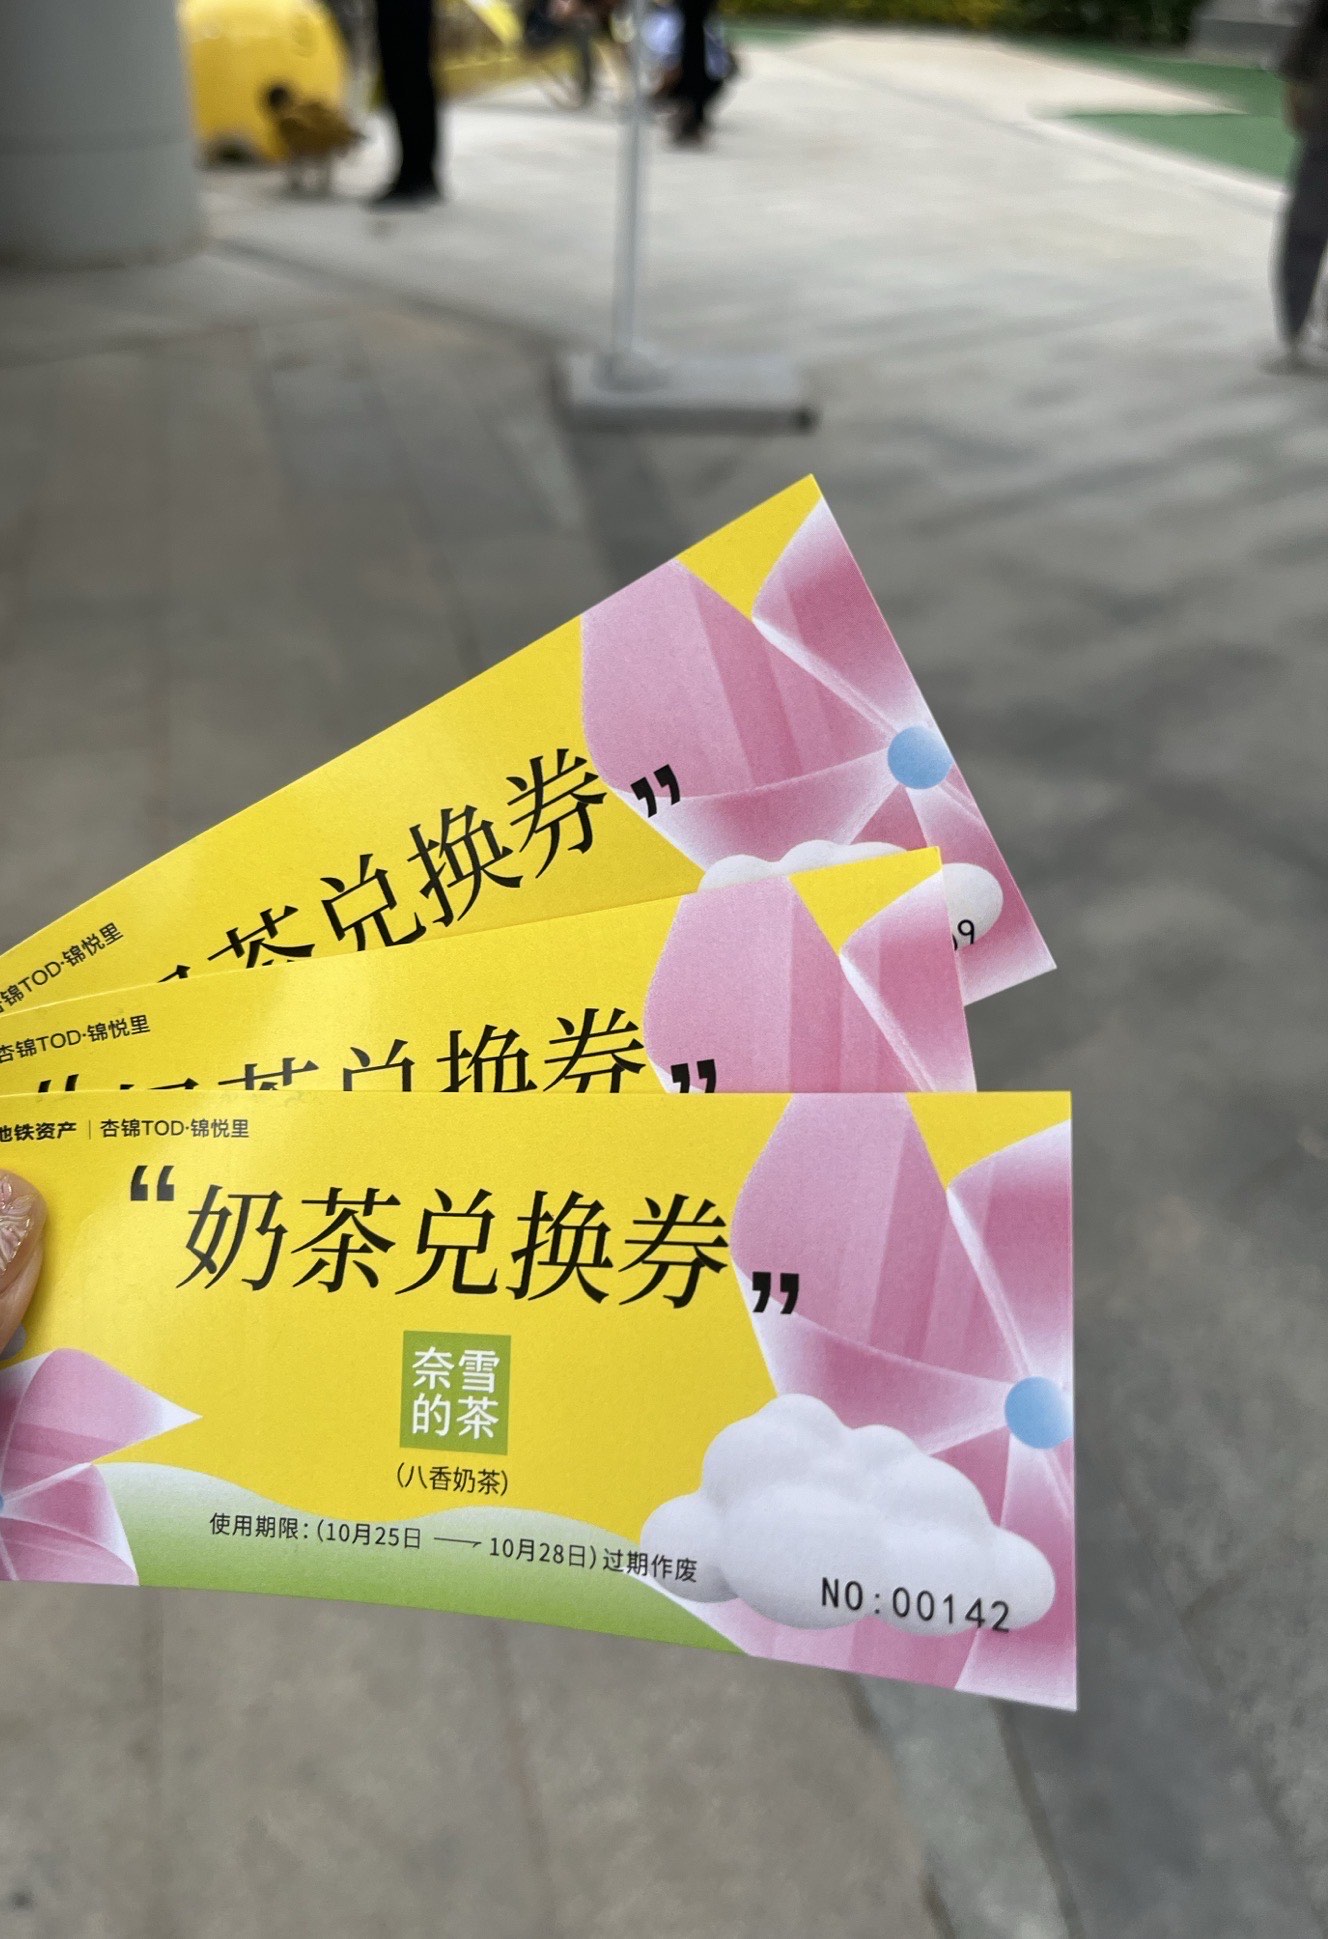 兑换券”
锦TOD·锦悦里
茶兑换券”
杏锦TOD·锦悦里
地铁资产 | 杏锦TOD·锦悦里
“奶茶兑换券”
奈雪
的茶
(八香奶茶)
使用期限:(10月25日 —— 10月28日)过期作废
NO:00142